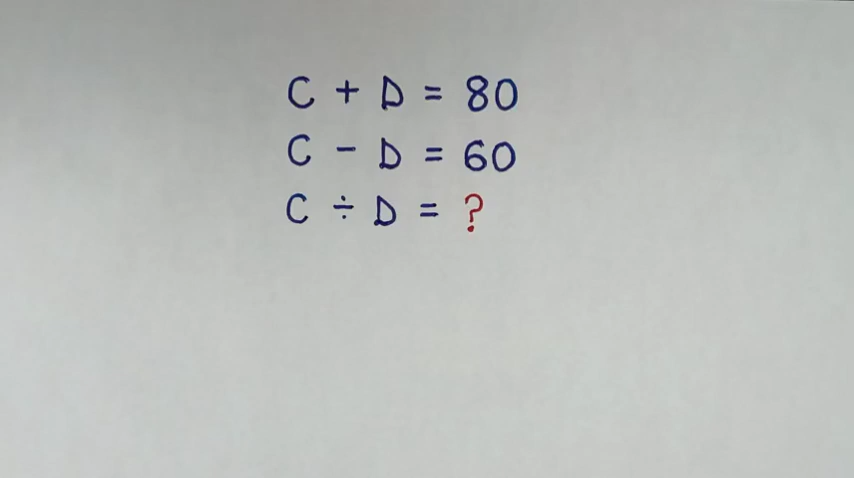 C + D = 80
C - D = 60
C ÷ D = ?